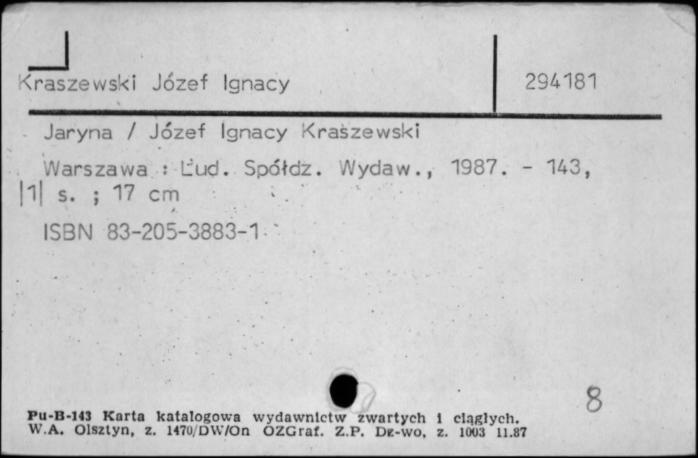 Kraszewski Józef Ignacy 294181
Jaryna / Józef Ignacy Kraszewski
Warszawa : Lud. Spółdz. Wydaw., 1987. - 143,
|1| s. ; 17 cm
ISBN 83-205-3883-1
8
Pu-B-143 Karta katalogowa wydawnictw zwartych i ciągłych.
W.A. Olsztyn, z. 1470/DW/On OZGraf. Z.P. Dz-wo, z. 1003 11.87